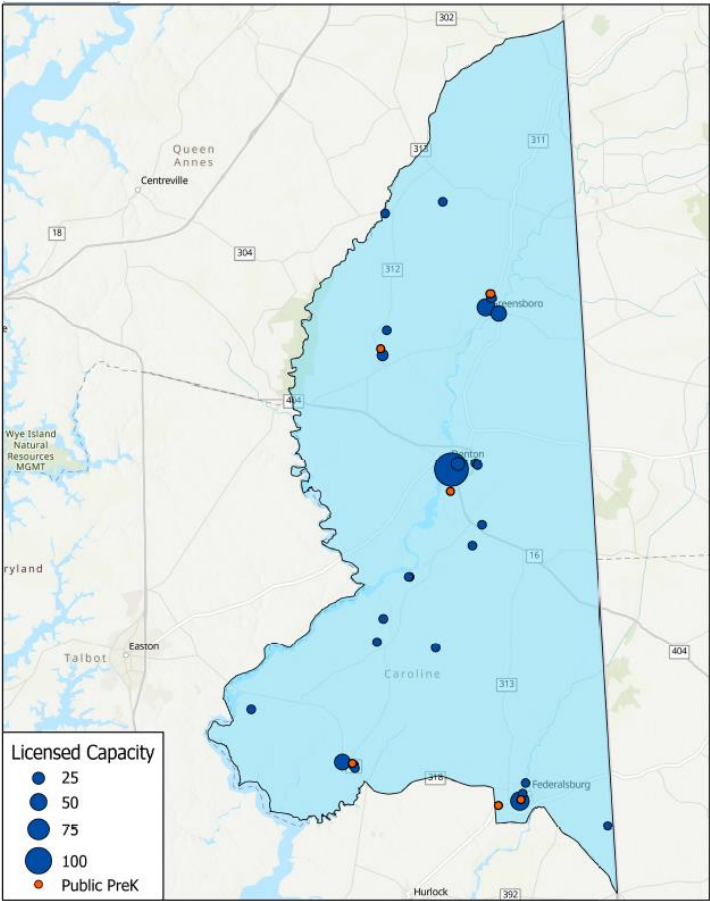 302
Queen
Annes
313
311
Centreville
18
304
312
Greensboro
404
Wye Island
Natural
Resources
MGMT
Denton
16
ryland
Easton
Talbot
404
Caroline
313
318
Federalsburg
Hurlock
392
Licensed Capacity
25
50
75
100
Public PreK